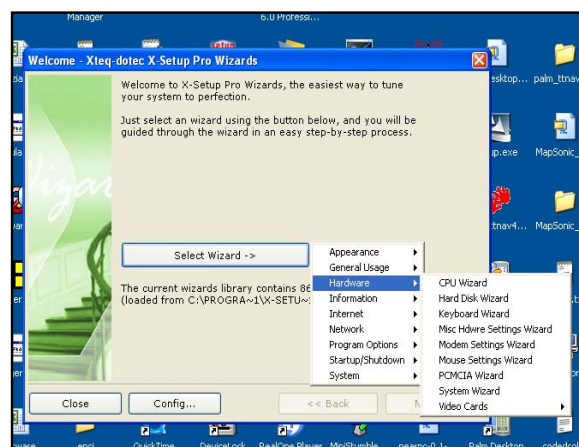 Manager
6.0 Professi...
Welcome - Xteq-dotec X-Setup Pro Wizards
Welcome to X-Setup Pro Wizards, the easiest way to tune
your system to perfection.
Just select an wizard using the button below, and you will be
guided through the wizard in an easy step-by-step process.
Select Wizard ->
The current wizards library contains 86
(loaded from C:\PROGRA~1\X-SETU~
Appearance
General Usage
Hardware
Information
Internet
Network
Program Options
Startup/Shutdown
System
CPU Wizard
Hard Disk Wizard
Keyboard Wizard
Misc Hdwre Settings Wizard
Modem Settings Wizard
Mouse Settings Wizard
PCMCIA Wizard
System Wizard
Video Cards
Close
Config...
<< Back
N
esktop...
palm_ttnav
up.exe
MapSonic_
ttnav4...
MapSonic_
QuickTime
DeviceLock
RealOne Player
MiniStumble
pearpc-0.1-
Palm Desktop